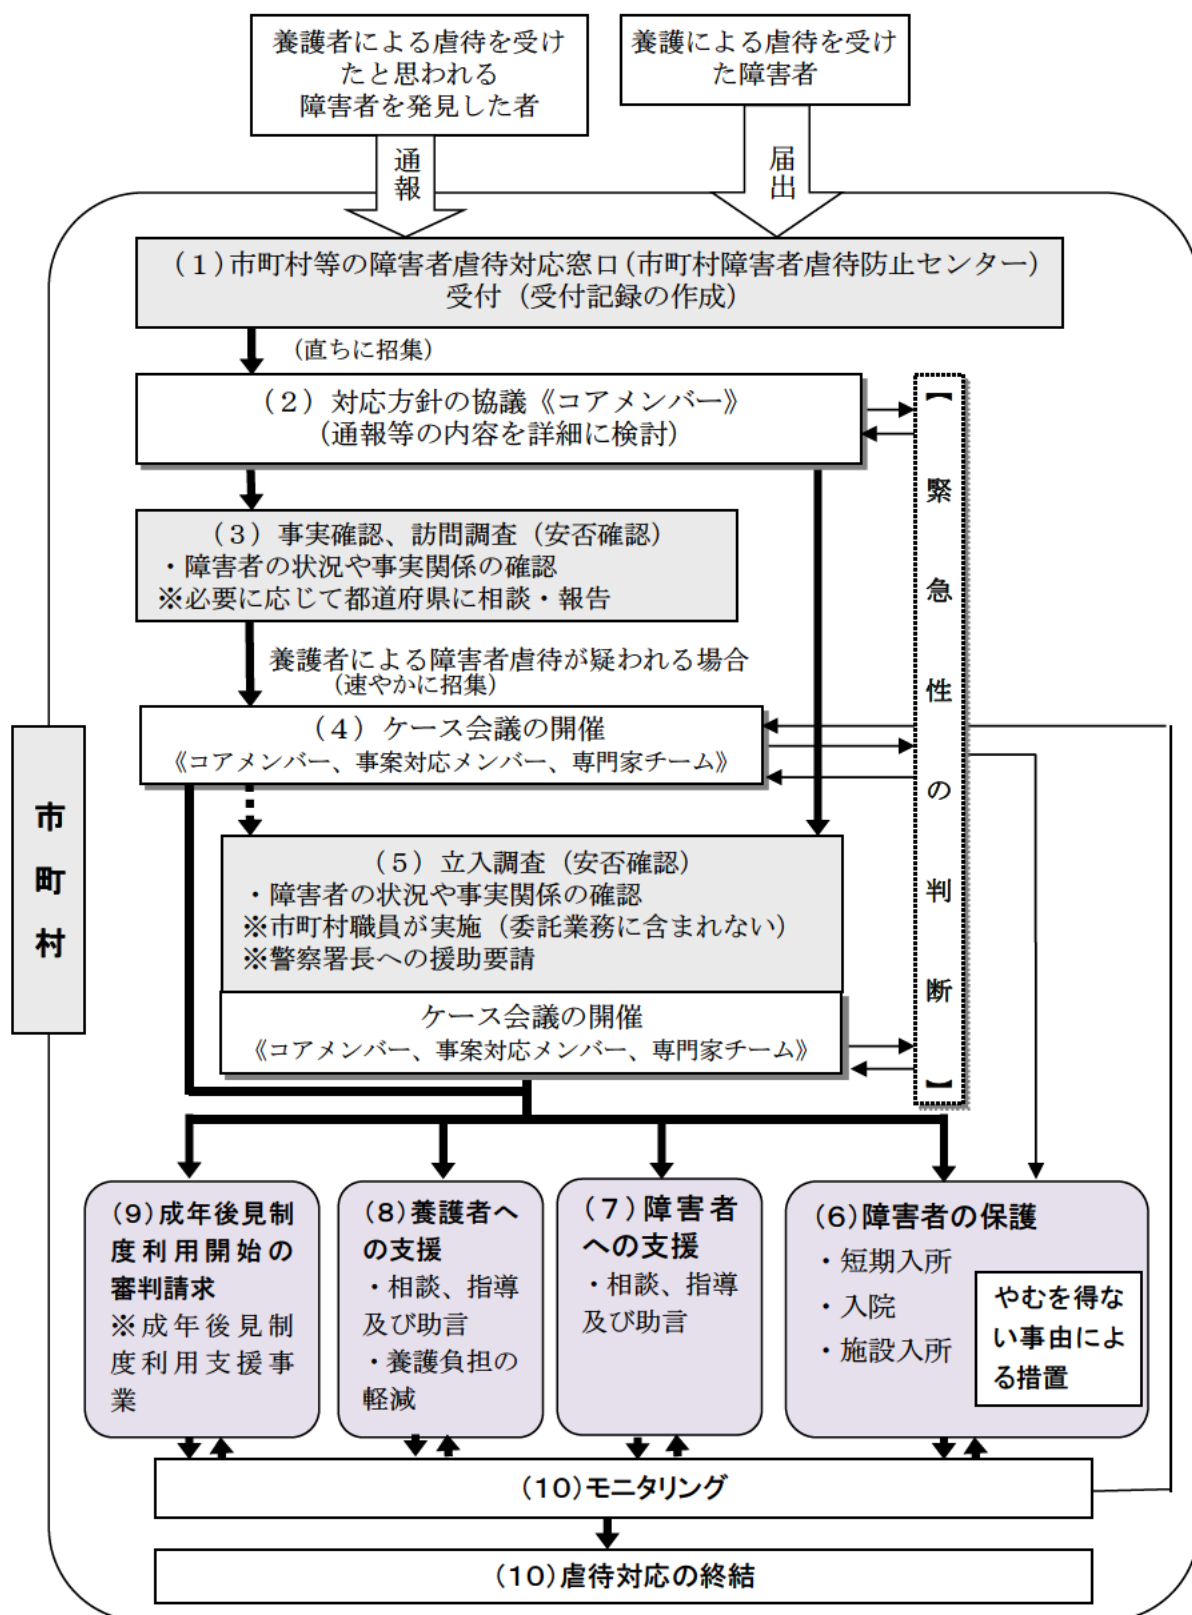 養護者による虐待を受け
たと思われる
障害者を発見した者
養護による虐待を受け
た障害者
通報
届出
（１）市町村等の障害者虐待対応窓口（市町村障害者虐待防止センター）
受付（受付記録の作成）
（直ちに招集）
（２）対応方針の協議《コアメンバー》
（通報等の内容を詳細に検討）
（３）事実確認、訪問調査（安否確認）
・障害者の状況や事実関係の確認
※必要に応じて都道府県に相談・報告
養護者による障害者虐待が疑われる場合
（速やかに招集）
（４）ケース会議の開催
《コアメンバー、事案対応メンバー、専門家チーム》
（５）立入調査（安否確認）
・障害者の状況や事実関係の確認
※市町村職員が実施（委託業務に含まれない）
※警察署長への援助要請
ケース会議の開催
《コアメンバー、事案対応メンバー、専門家チーム》
【緊急性の判断】
市町村
（９）成年後見制
度利用開始の
審判請求
※成年後見制
度利用支援事
業
（８）養護者へ
の支援
・相談、指導
及び助言
・養護負担の
軽減
（７）障害者
への支援
・相談、指導
及び助言
（６）障害者の保護
・短期入所
・入院
・施設入所
やむを得な
い事由によ
る措置
（１０）モニタリング
（１０）虐待対応の終結